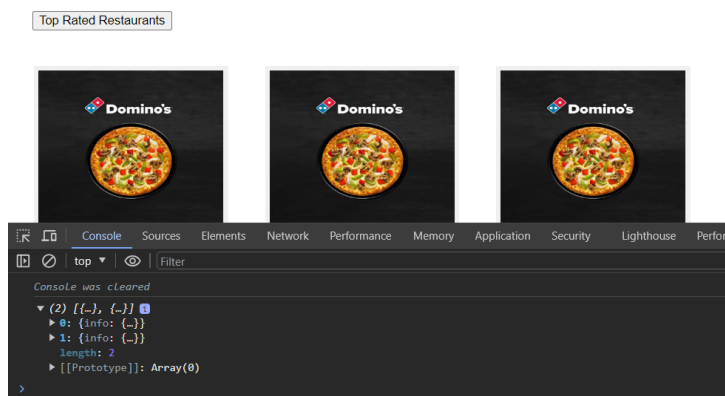 Top Rated Restaurants
Domino's Domino's Domino's
Console Sources Elements Network Performance Memory Application Security Lighthouse Perfor
top Filter
Console was cleared
(2) [{…}, {…}] i
0: {info: {…}}
1: {info: {…}}
length: 2
[[Prototype]]: Array(0)